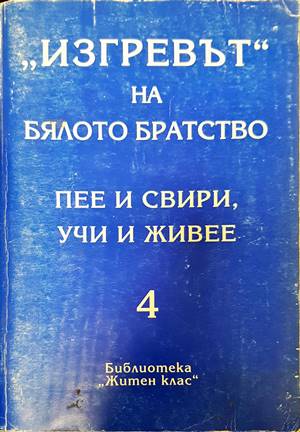 „ИЗГРЕВЪТ“
НА
БЯЛОТО БРАТСТВО
ПЕЕ И СВИРИ,
УЧИ И ЖИВЕЕ
4
Библиотека
„Житен клас“